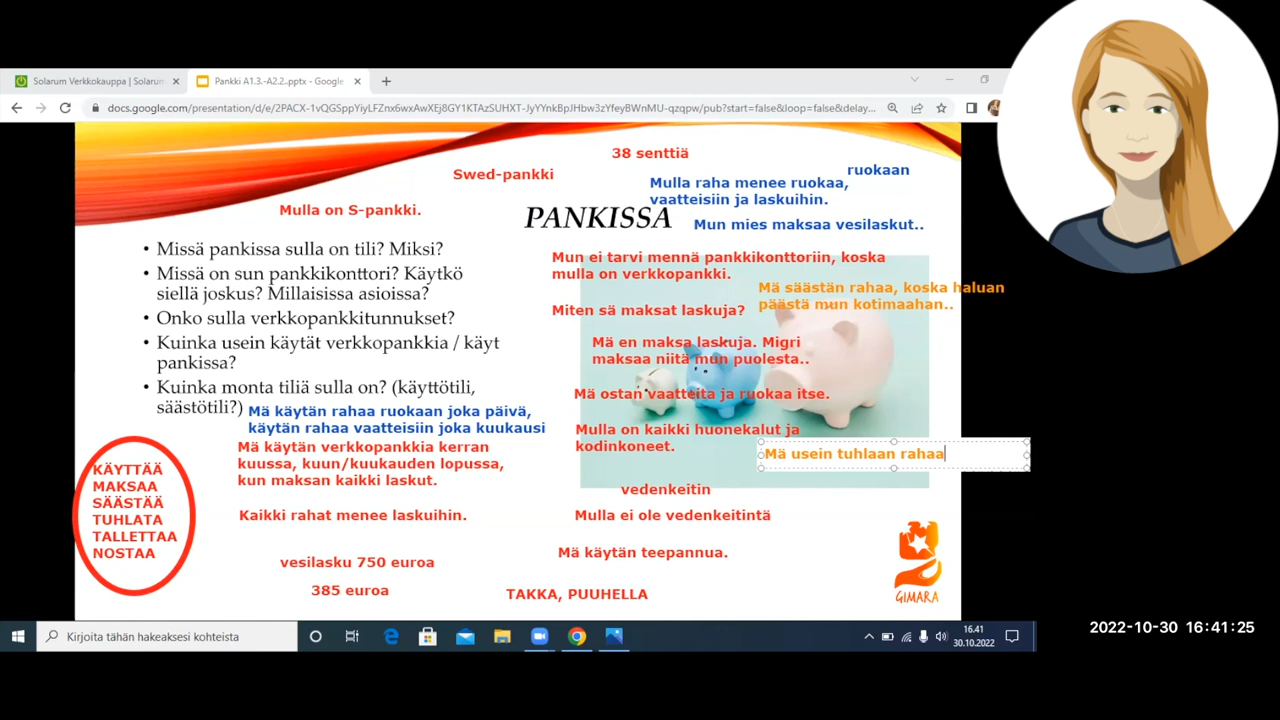 Solarum Verkkokauppa | Solarum
Pankki A1.3.-A2.2..pptx - Google
docs.google.com/presentation/d/e/2PACX-1vQGSppYiyLFZnx6wxAwXEj8GY1KTAzSUHXT-JyYYnkBpJHbw3zYfeyBWnMU-qzqpw/pub?start=false&loop=false&delay...
38 senttiä
Swed-pankki
ruokaan
Mulla raha menee ruokaa,
vaatteisiin ja laskuihin.
Mulla on S-pankki.
PANKISSA
Mun mies maksaa vesilaskut..
• Missä pankissa sulla on tili? Miksi?
• Missä on sun pankkikonttori? Käytkö
siellä joskus? Millaisissa asioissa?
• Onko sulla verkkopankkitunnukset?
• Kuinka usein käytät verkkopankkia / käyt
pankissa?
• Kuinka monta tiliä sulla on? (käyttötili,
säästötili?)
Mun ei tarvi mennä pankkikonttoriin, koska
mulla on verkkopankki.
Mä säästän rahaa, koska haluan
päästä mun kotimaahan..
Miten sä maksat laskuja?
Mä en maksa laskuja. Migri
maksaa niitä mun puolesta..
Mä ostan vaatteita ja ruokaa itse.
Mä käytän rahaa ruokaan joka päivä,
käytän rahaa vaatteisiin joka kuukausi
Mulla on kaikki huonekalut ja
kodinkoneet.
Mä käytän verkkopankkia kerran
kuussa, kuun/kuukauden lopussa,
kun maksan kaikki laskut.
Mä usein tuhlaan rahaa
KÄYTTÄÄ
MAKSAA
SÄÄSTÄÄ
TUHLATA
TALLETTAA
NOSTAA
vedenkeitin
Kaikki rahat menee laskuihin.
Mulla ei ole vedenkeitintä
Mä käytän teepannua.
vesilasku 750 euroa
385 euroa
TAKKA, PUUHELLA
GIMARA
Kirjoita tähän hakeaksesi kohteista
16.41
30.10.2022
2022-10-30 16:41:25